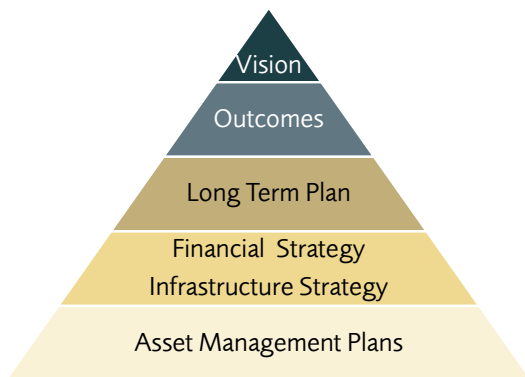 Vision
Outcomes
Long Term Plan
Financial Strategy
Infrastructure Strategy
Asset Management Plans